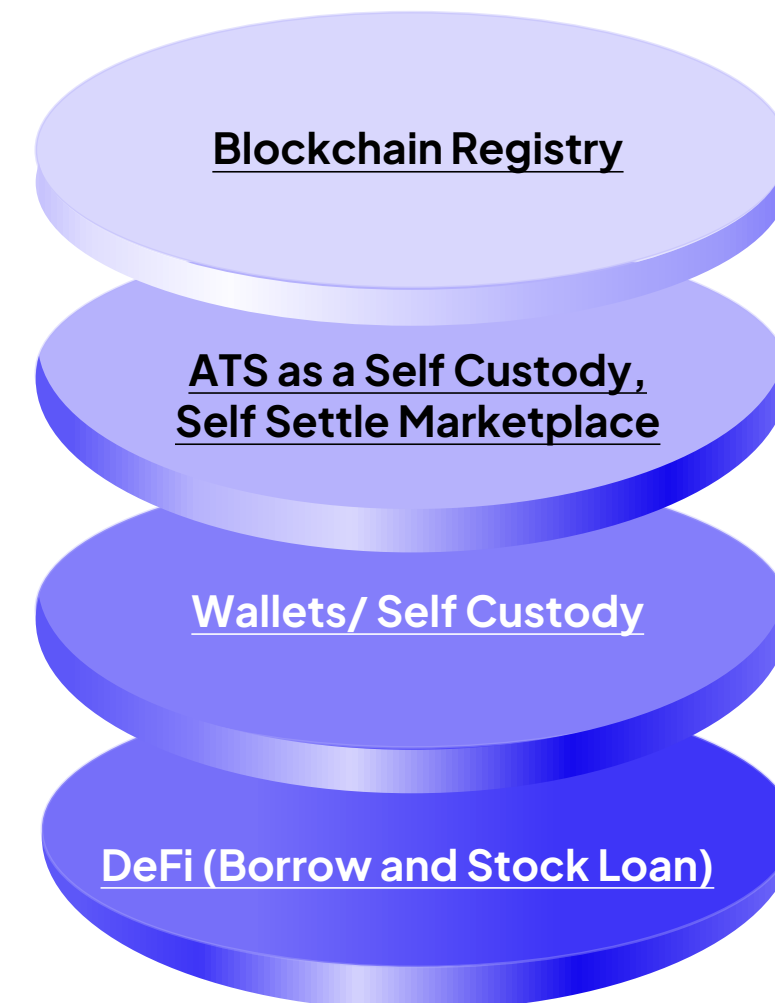 Blockchain Registry
ATS as a Self Custody,
Self Settle Marketplace
Wallets/ Self Custody
DeFi (Borrow and Stock Loan)